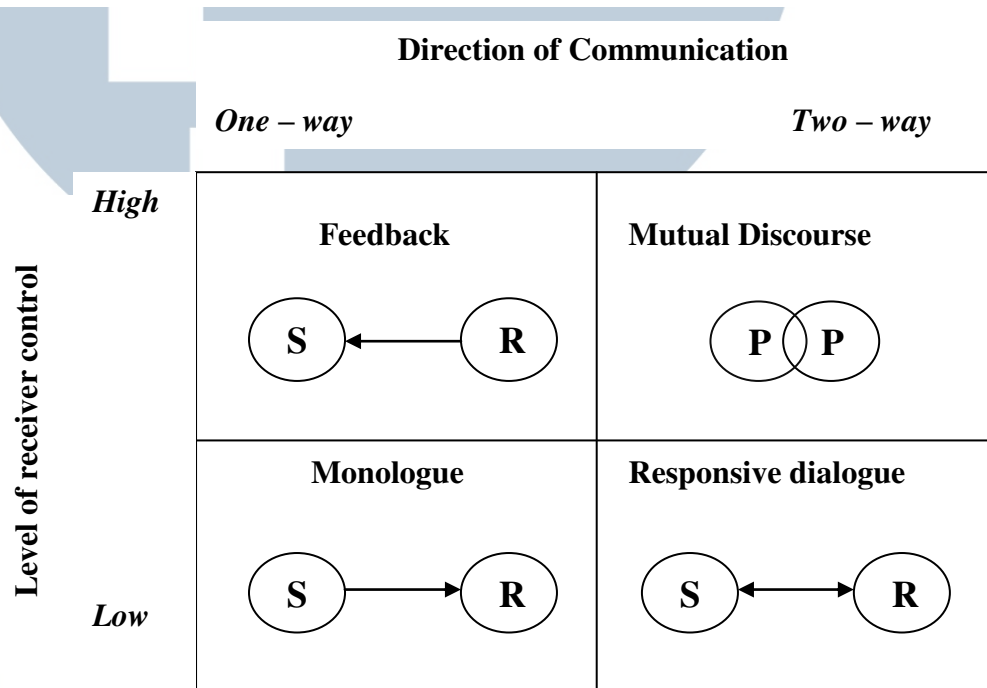 Direction of Communication
One – way Two – way
High
Feedback Mutual Discourse
S R P P
Level of receiver control
Monologue Responsive dialogue
S R S R
Low